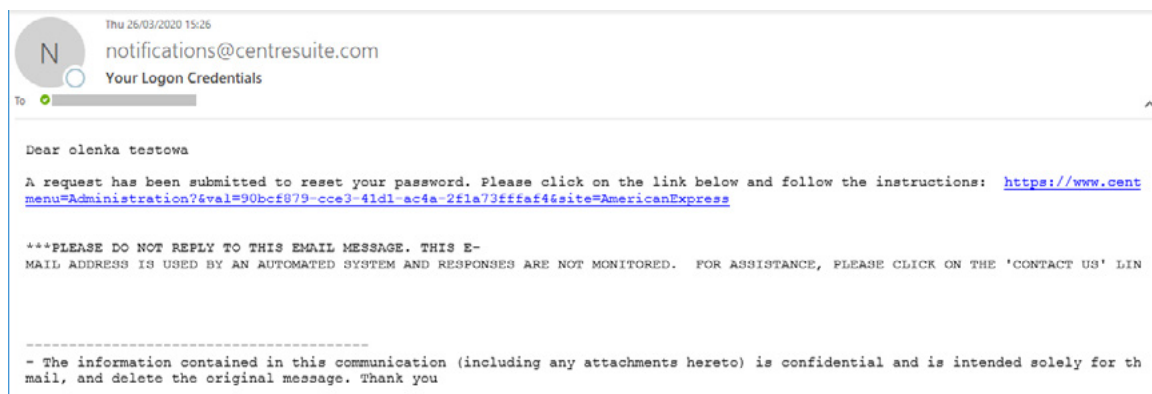 Thu 26/03/2020 15:26
N
notifications@centresuite.com
Your Logon Credentials
To
Dear olenka testowa
A request has been submitted to reset your password. Please click on the link below and follow the instructions: https://www.cent
menu=Administration?&val=90bcf879-cce3-41d1-ac4a-2f1a73fffaf4&site=AmericanExpress
***PLEASE DO NOT REPLY TO THIS EMAIL MESSAGE. THIS E-
MAIL ADDRESS IS USED BY AN AUTOMATED SYSTEM AND RESPONSES ARE NOT MONITORED. FOR ASSISTANCE, PLEASE CLICK ON THE 'CONTACT US' LIN
------------------------------------------
- The information contained in this communication (including any attachments hereto) is confidential and is intended solely for th
mail, and delete the original message. Thank you